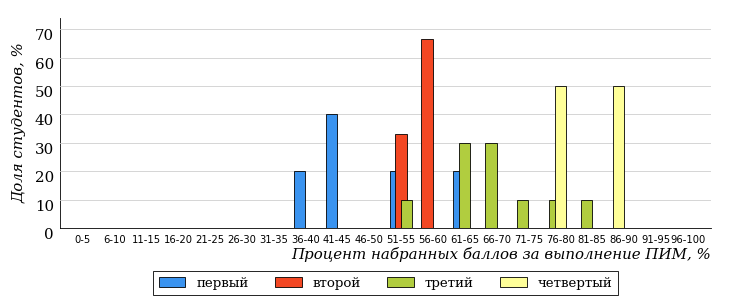 70
60
50
40
30
20
10
0
Доля студентов, %
0-5 6-10 11-15 16-20 21-25 26-30 31-35 36-40 41-45 46-50 51-55 56-60 61-65 66-70 71-75 76-80 81-85 86-90 91-95 96-100
Процент набранных баллов за выполнение ПИМ, %
первый второй третий четвертый